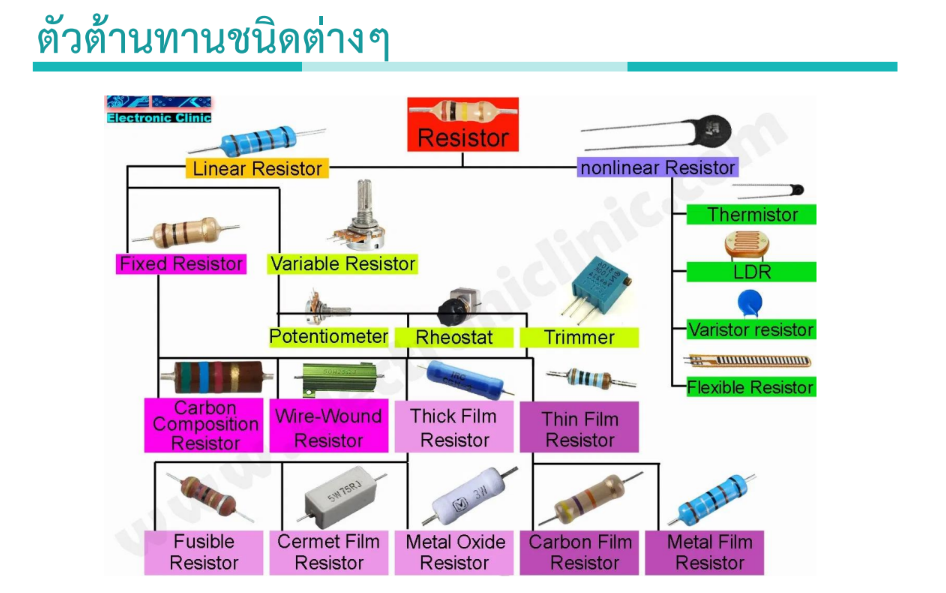 ตัวต้านทานชนิดต่างๆ
Electronic Clinic
Resistor
Linear Resistor
nonlinear Resistor
Thermistor
Fixed Resistor
Variable Resistor
LDR
Potentiometer
Rheostat
Trimmer
Varistor resistor
Flexible Resistor
Carbon
Composition
Resistor
Wire-Wound
Resistor
Thick Film
Resistor
Thin Film
Resistor
5W75RJ
3W
Fusible
Resistor
Cermet Film
Resistor
Metal Oxide
Resistor
Carbon Film
Resistor
Metal Film
Resistor